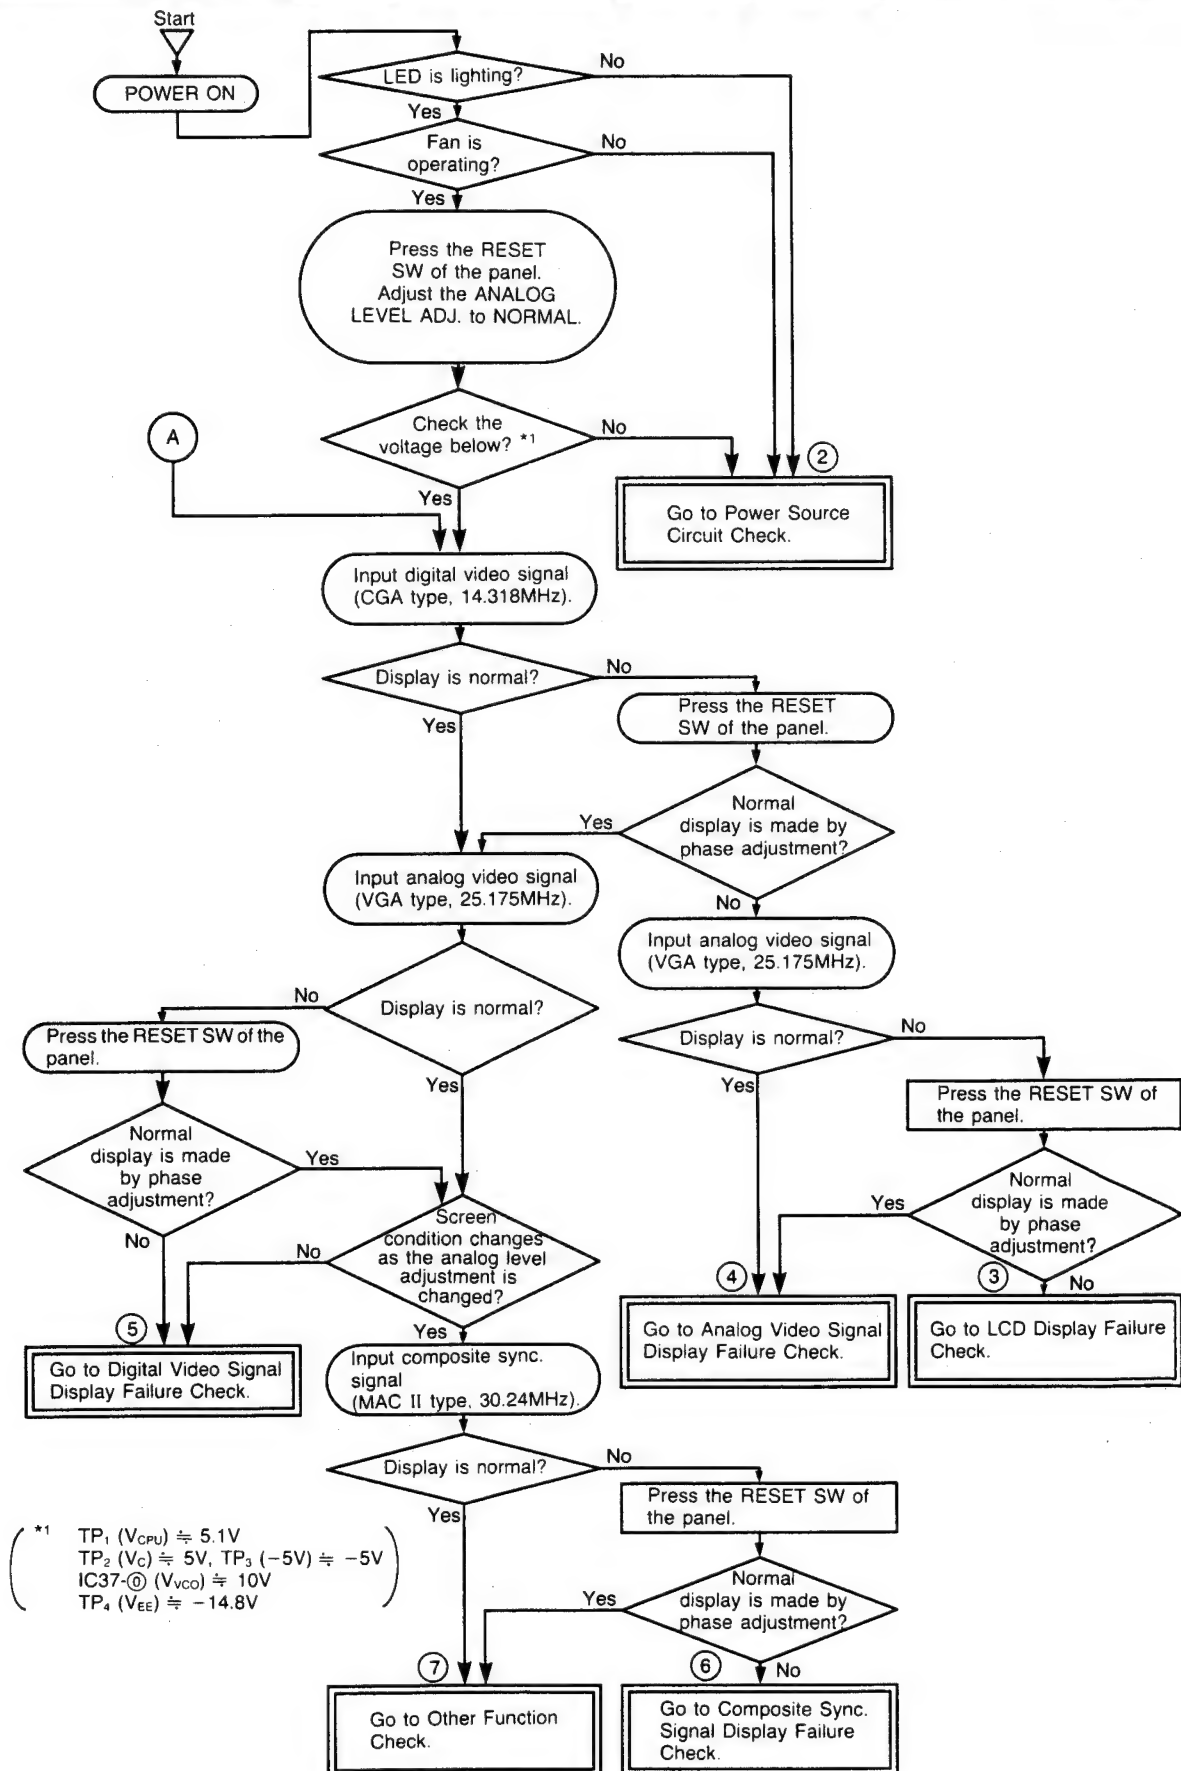 Start
POWER ON
LED is lighting?
No
Yes
Fan is
operating?
No
Yes
Press the RESET
SW of the panel.
Adjust the ANALOG
LEVEL ADJ. to NORMAL.
A
Check the
voltage below? *1
No
Yes
2
Go to Power Source
Circuit Check.
Input digital video signal
(CGA type, 14.318MHz).
Display is normal?
No
Yes
Press the RESET
SW of the panel.
Normal
display is made by
phase adjustment?
Yes
No
Input analog video signal
(VGA type, 25.175MHz).
Input analog video signal
(VGA type, 25.175MHz).
Display is normal?
No
Yes
Display is normal?
No
Yes
Press the RESET SW of the
panel.
Press the RESET SW of
the panel.
Normal
display is made
by phase
adjustment?
Yes
No
Normal
display is made
by phase
adjustment?
Yes
No
Screen
condition changes
as the analog level
adjustment is
changed?
No
Yes
4
Go to Analog Video Signal
Display Failure Check.
3
Go to LCD Display Failure
Check.
5
Go to Digital Video Signal
Display Failure Check.
Input composite sync.
signal
(MAC II type, 30.24MHz).
Display is normal?
No
Yes
Press the RESET SW of
the panel.
Normal
display is made by
phase adjustment?
Yes
No
*1 TP1 (VCPU) ≒ 5.1V
TP2 (VC) ≒ 5V, TP3 (−5V) ≒ −5V
IC37-⓪ (VVCO) ≒ 10V
TP4 (VEE) ≒ −14.8V
7
Go to Other Function
Check.
6
Go to Composite Sync.
Signal Display Failure
Check.